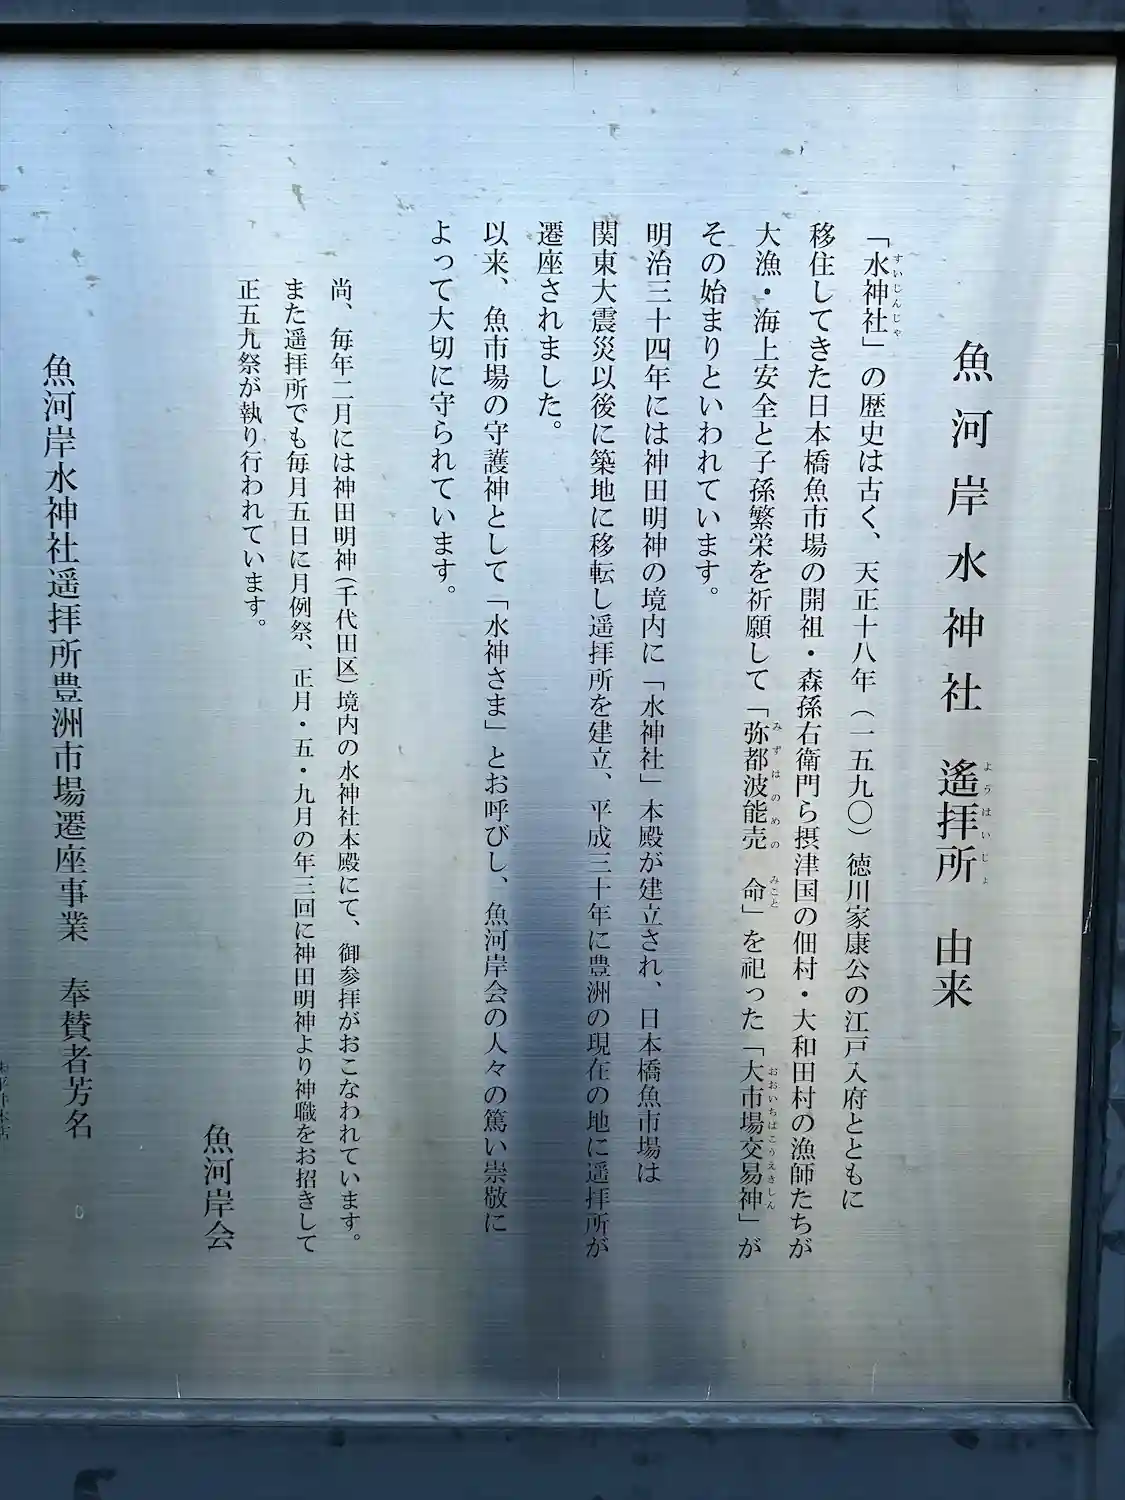 魚河岸水神社　遙拝所　由来
「水神社」の歴史は古く、天正十八年（一五九〇）徳川家康公の江戸入府とともに
すいじんじゃ
移住してきた日本橋魚市場の開祖・森孫右衛門ら摂津国の佃村・大和田村の漁師たちが
大漁・海上安全と子孫繁栄を祈願して「弥都波能売　命」を祀った「大市場交易神」が
その始まりといわれています。
明治三十四年には神田明神の境内に「水神社」本殿が建立され、日本橋魚市場は
関東大震災以後に築地に移転し遥拝所を建立、平成三十年に豊洲の現在の地に遥拝所が
遷座されました。
以来、魚市場の守護神として「水神さま」とお呼びし、魚河岸会の人々の篤い崇敬に
よって大切に守られています。
尚、毎年二月には神田明神(千代田区)境内の水神社本殿にて、御参拝がおこなわれています。
また遥拝所でも毎月五日に月例祭、正月・五・九月の年三回に神田明神より神職をお招きして
正五九祭が執り行われています。
魚河岸会
魚河岸水神社遥拝所豊洲市場遷座事業　奉賛者芳名